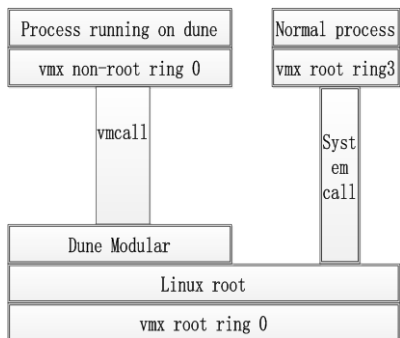 Process running on dune
Normal process
vmx non-root ring 0
vmx root ring3
vmcall
Syst
em
call
Dune Modular
Linux root
vmx root ring 0